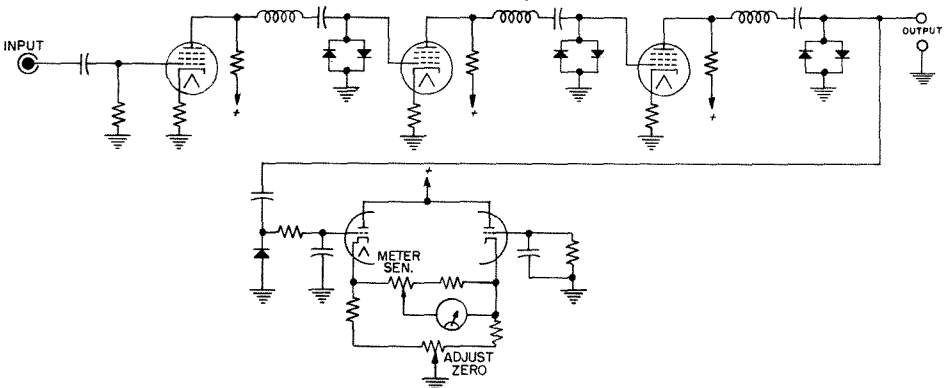 INPUT
OUTPUT
+
+
+
+
METER
SEN.
ADJUST
ZERO